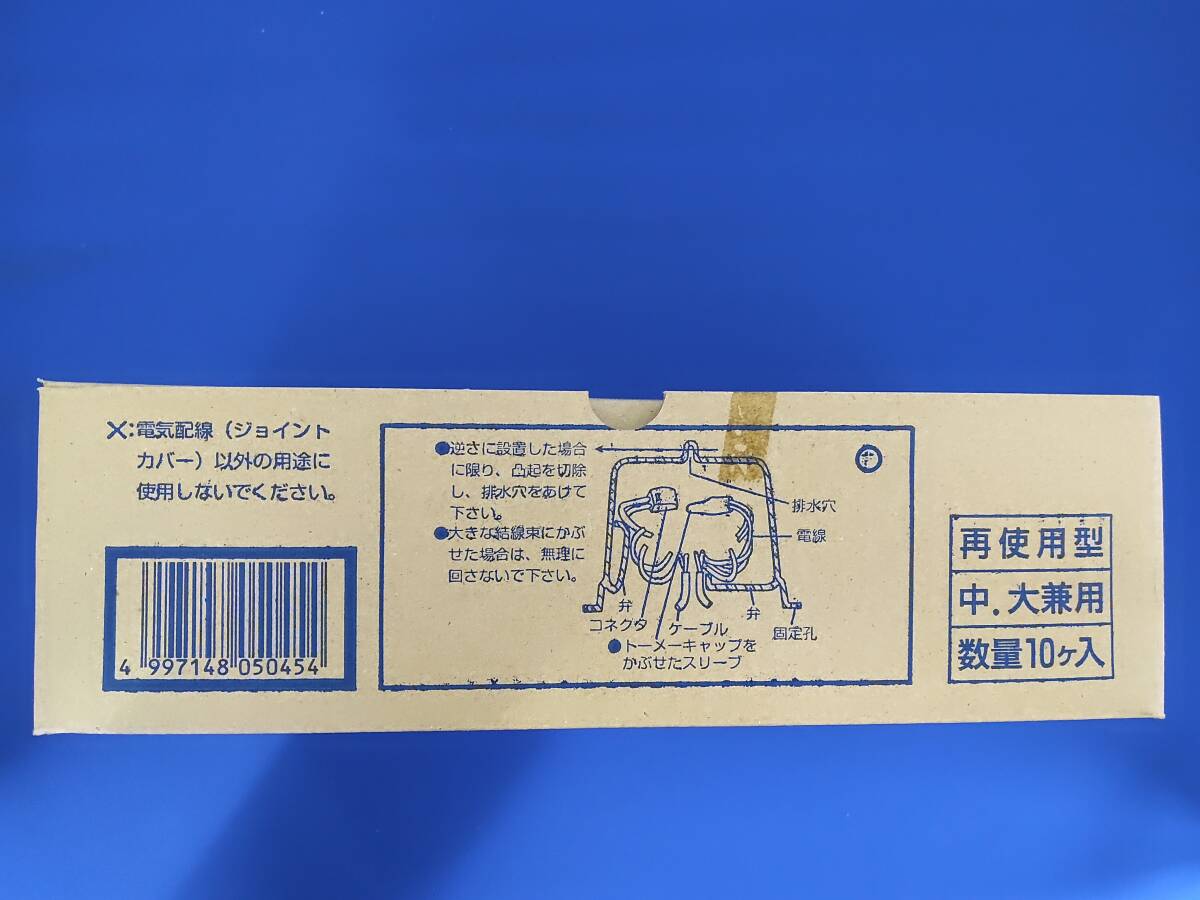 ×:電気配線(ジョイント
カバー)以外の用途に
使用しないでください。
4 997148 050454
●逆さに設置した場合
に限り、凸起を切除
し、排水穴をあけて
下さい。
●大きな結線束にかぶ
せた場合は、無理に
回さないで下さい。
排水穴
電線
弁
弁
コネクタ
ケーブル
固定孔
●トーメーキャップを
かぶせたスリーブ
再使用型
中.大兼用
数量10ヶ入